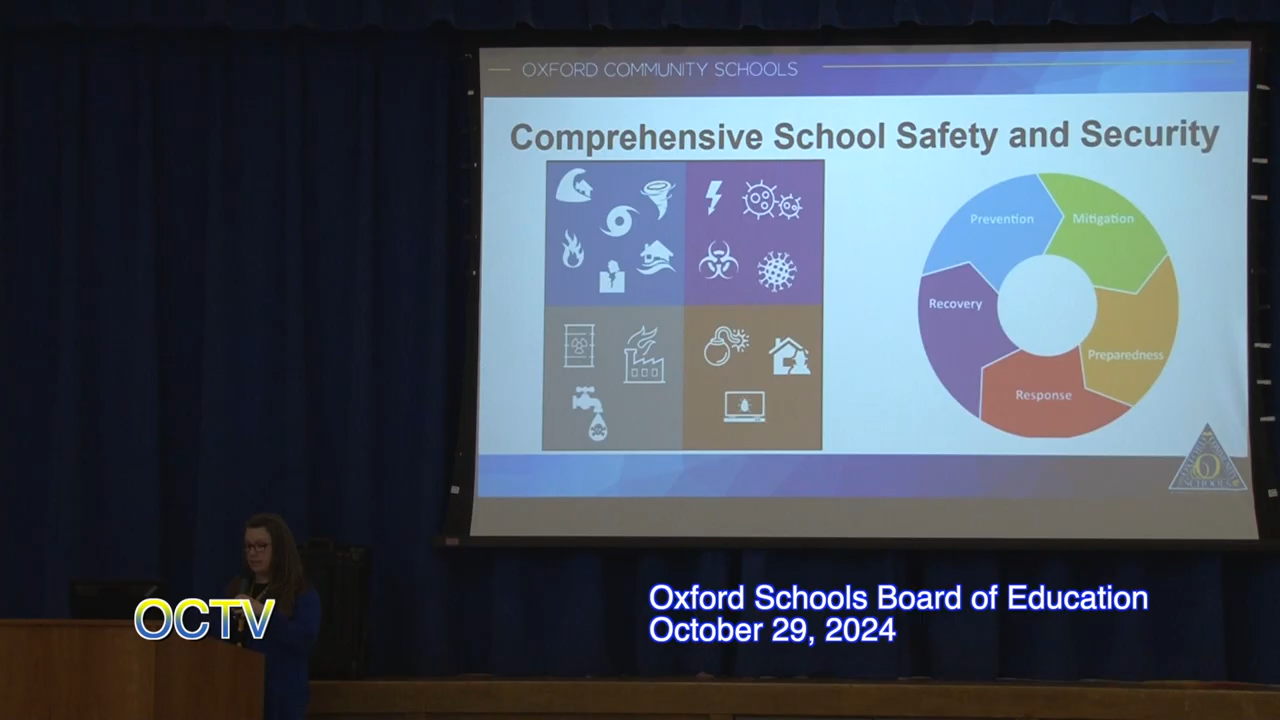 OXFORD COMMUNITY SCHOOLS
Comprehensive School Safety and Security
Prevention
Mitigation
Recovery
Preparedness
Response
O
SCHOOLS
OCTV
Oxford Schools Board of Education
October 29, 2024